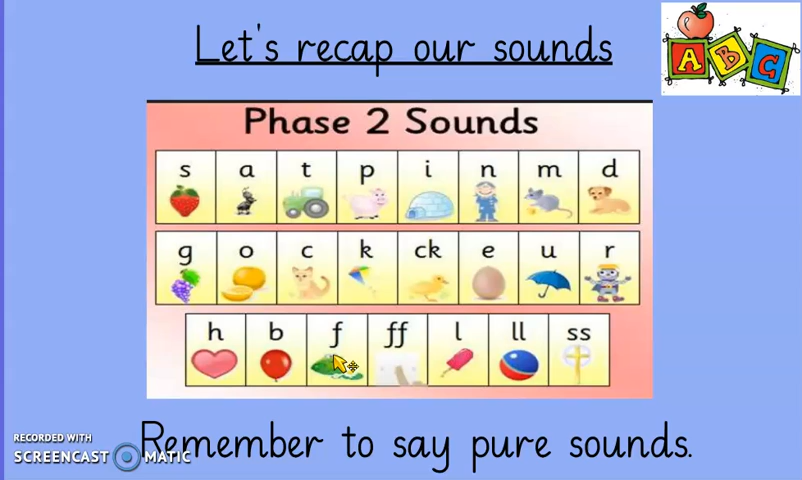 Let's recap our sounds
A B C
Phase 2 Sounds
s a t p i n m d
g o c k ck e u r
h b f ff l ll ss
Remember to say pure sounds.
RECORDED WITH
SCREENCAST MATIC